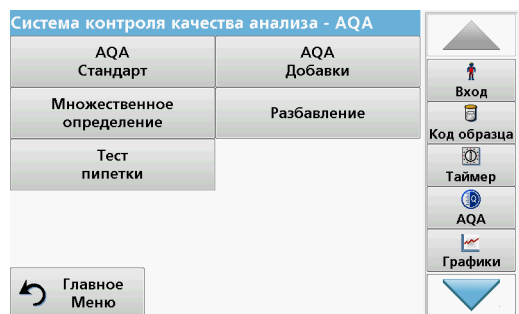 Система контроля качества анализа - AQA
AQA
Стандарт
AQA
Добавки
Множественное
определение
Разбавление
Тест
пипетки
Главное
Меню
Вход
Код образца
Таймер
AQA
Графики